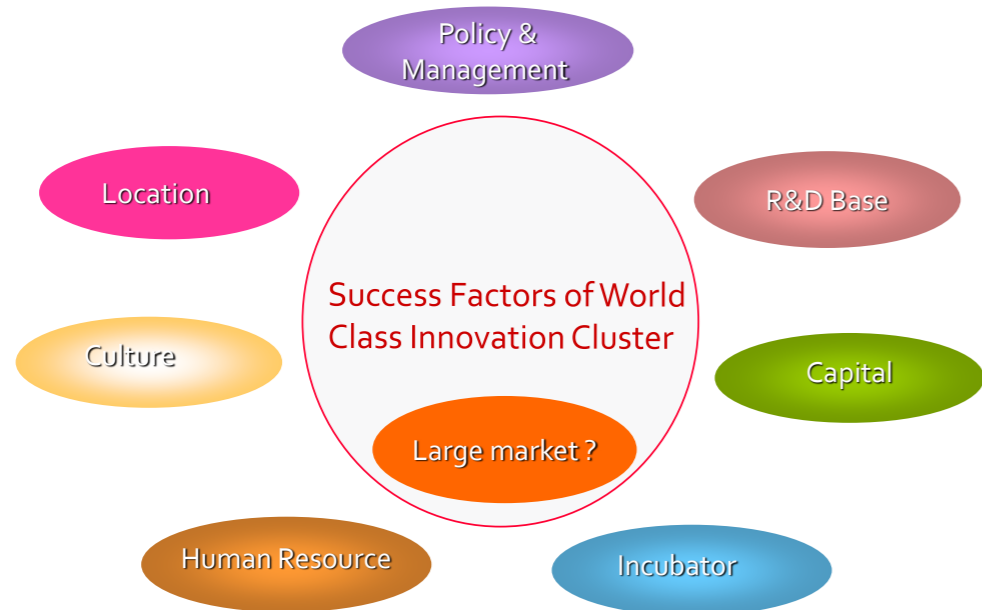 Policy &
Management
Location
R&D Base
Success Factors of World
Class Innovation Cluster
Culture
Capital
Large market ?
Human Resource
Incubator